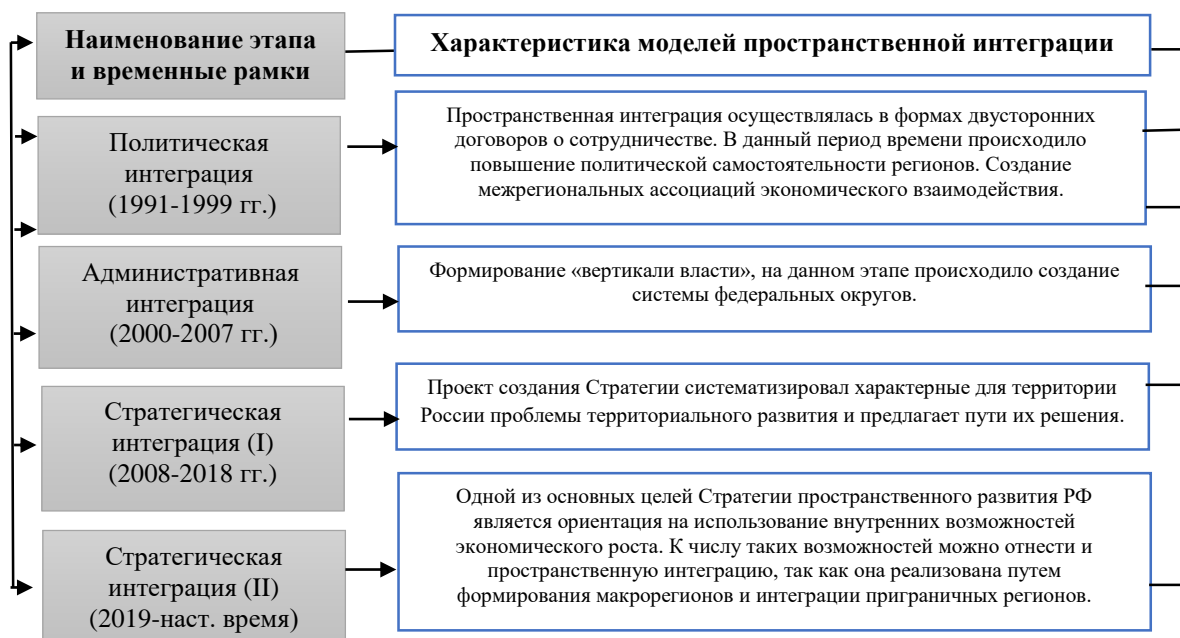 Наименование этапа
и временные рамки
Характеристика моделей пространственной интеграции
Политическая
интеграция
(1991-1999 гг.)
Пространственная интеграция осуществлялась в формах двусторонних
договоров о сотрудничестве. В данный период времени происходило
повышение политической самостоятельности регионов. Создание
межрегиональных ассоциаций экономического взаимодействия.
Административная
интеграция
(2000-2007 гг.)
Формирование «вертикали власти», на данном этапе происходило создание
системы федеральных округов.
Стратегическая
интеграция (I)
(2008-2018 гг.)
Проект создания Стратегии систематизировал характерные для территории
России проблемы территориального развития и предлагает пути их решения.
Стратегическая
интеграция (II)
(2019-наст. время)
Одной из основных целей Стратегии пространственного развития РФ
является ориентация на использование внутренних возможностей
экономического роста. К числу таких возможностей можно отнести и
пространственную интеграцию, так как она реализована путем
формирования макрорегионов и интеграции приграничных регионов.